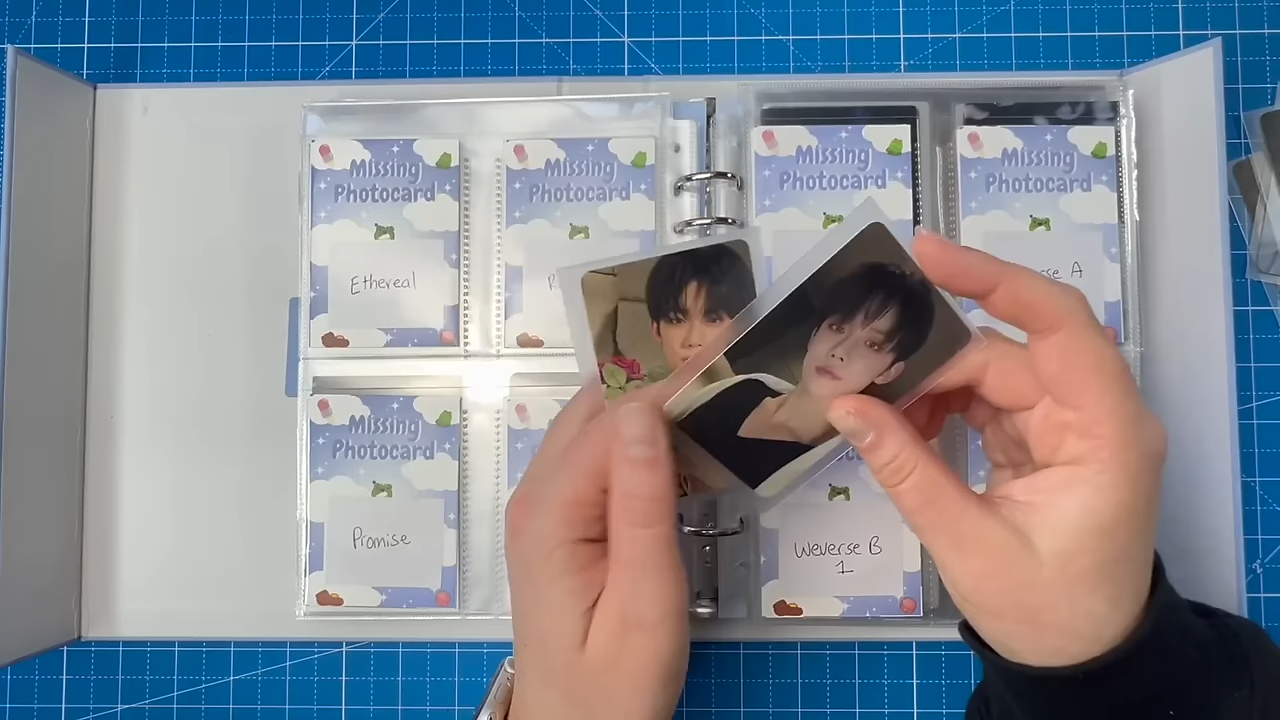 Missing
Photocard
Ethereal
Missing
Photocard
Missing
Photocard
Missing
Photocard
A
Missing
Photocard
Promise
Weverse B
1